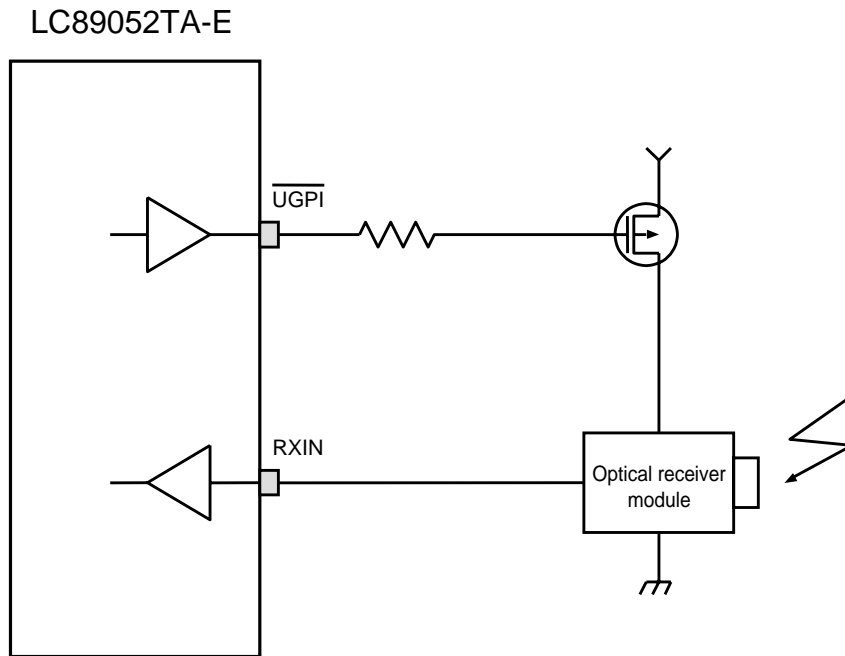 LC89052TA-E
UGPI
RXIN
Optical receiver
module